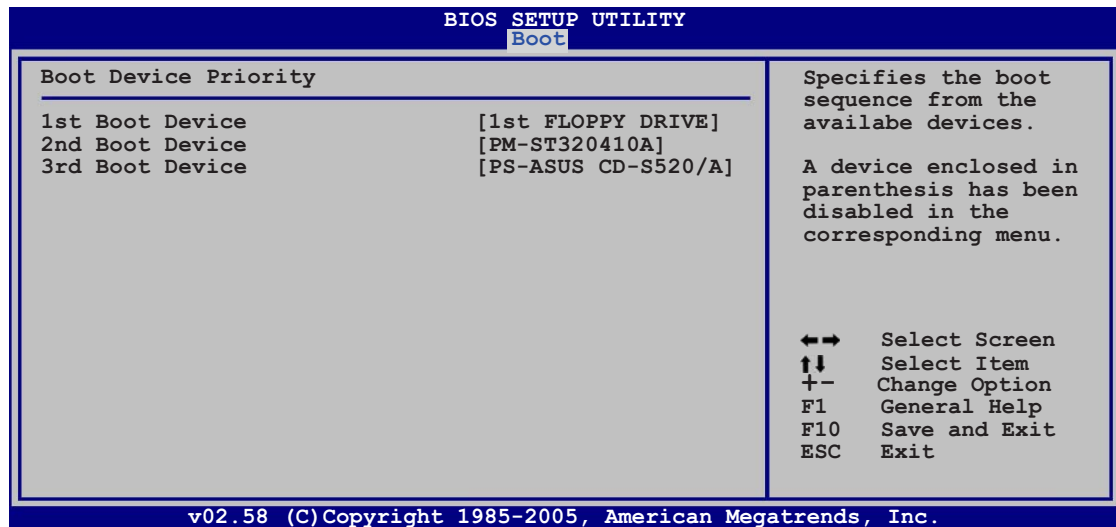 BIOS SETUP UTILITY
Boot
Boot Device Priority
1st Boot Device [1st FLOPPY DRIVE]
2nd Boot Device [PM-ST320410A]
3rd Boot Device [PS-ASUS CD-S520/A]
Specifies the boot
sequence from the
availabe devices.
A device enclosed in
parenthesis has been
disabled in the
corresponding menu.
←→ Select Screen
↑↓ Select Item
+- Change Option
F1 General Help
F10 Save and Exit
ESC Exit
v02.58 (C)Copyright 1985-2005, American Megatrends, Inc.